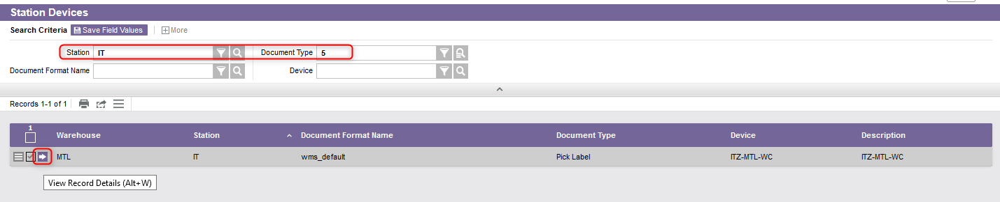 Station Devices
Search Criteria Save Field Values More
Station IT Document Type 5
Document Format Name Device
Records 1-1 of 1
1
Warehouse Station Document Format Name Document Type Device Description
MTL IT wms_default Pick Label ITZ-MTL-WC ITZ-MTL-WC
View Record Details (Alt+W)